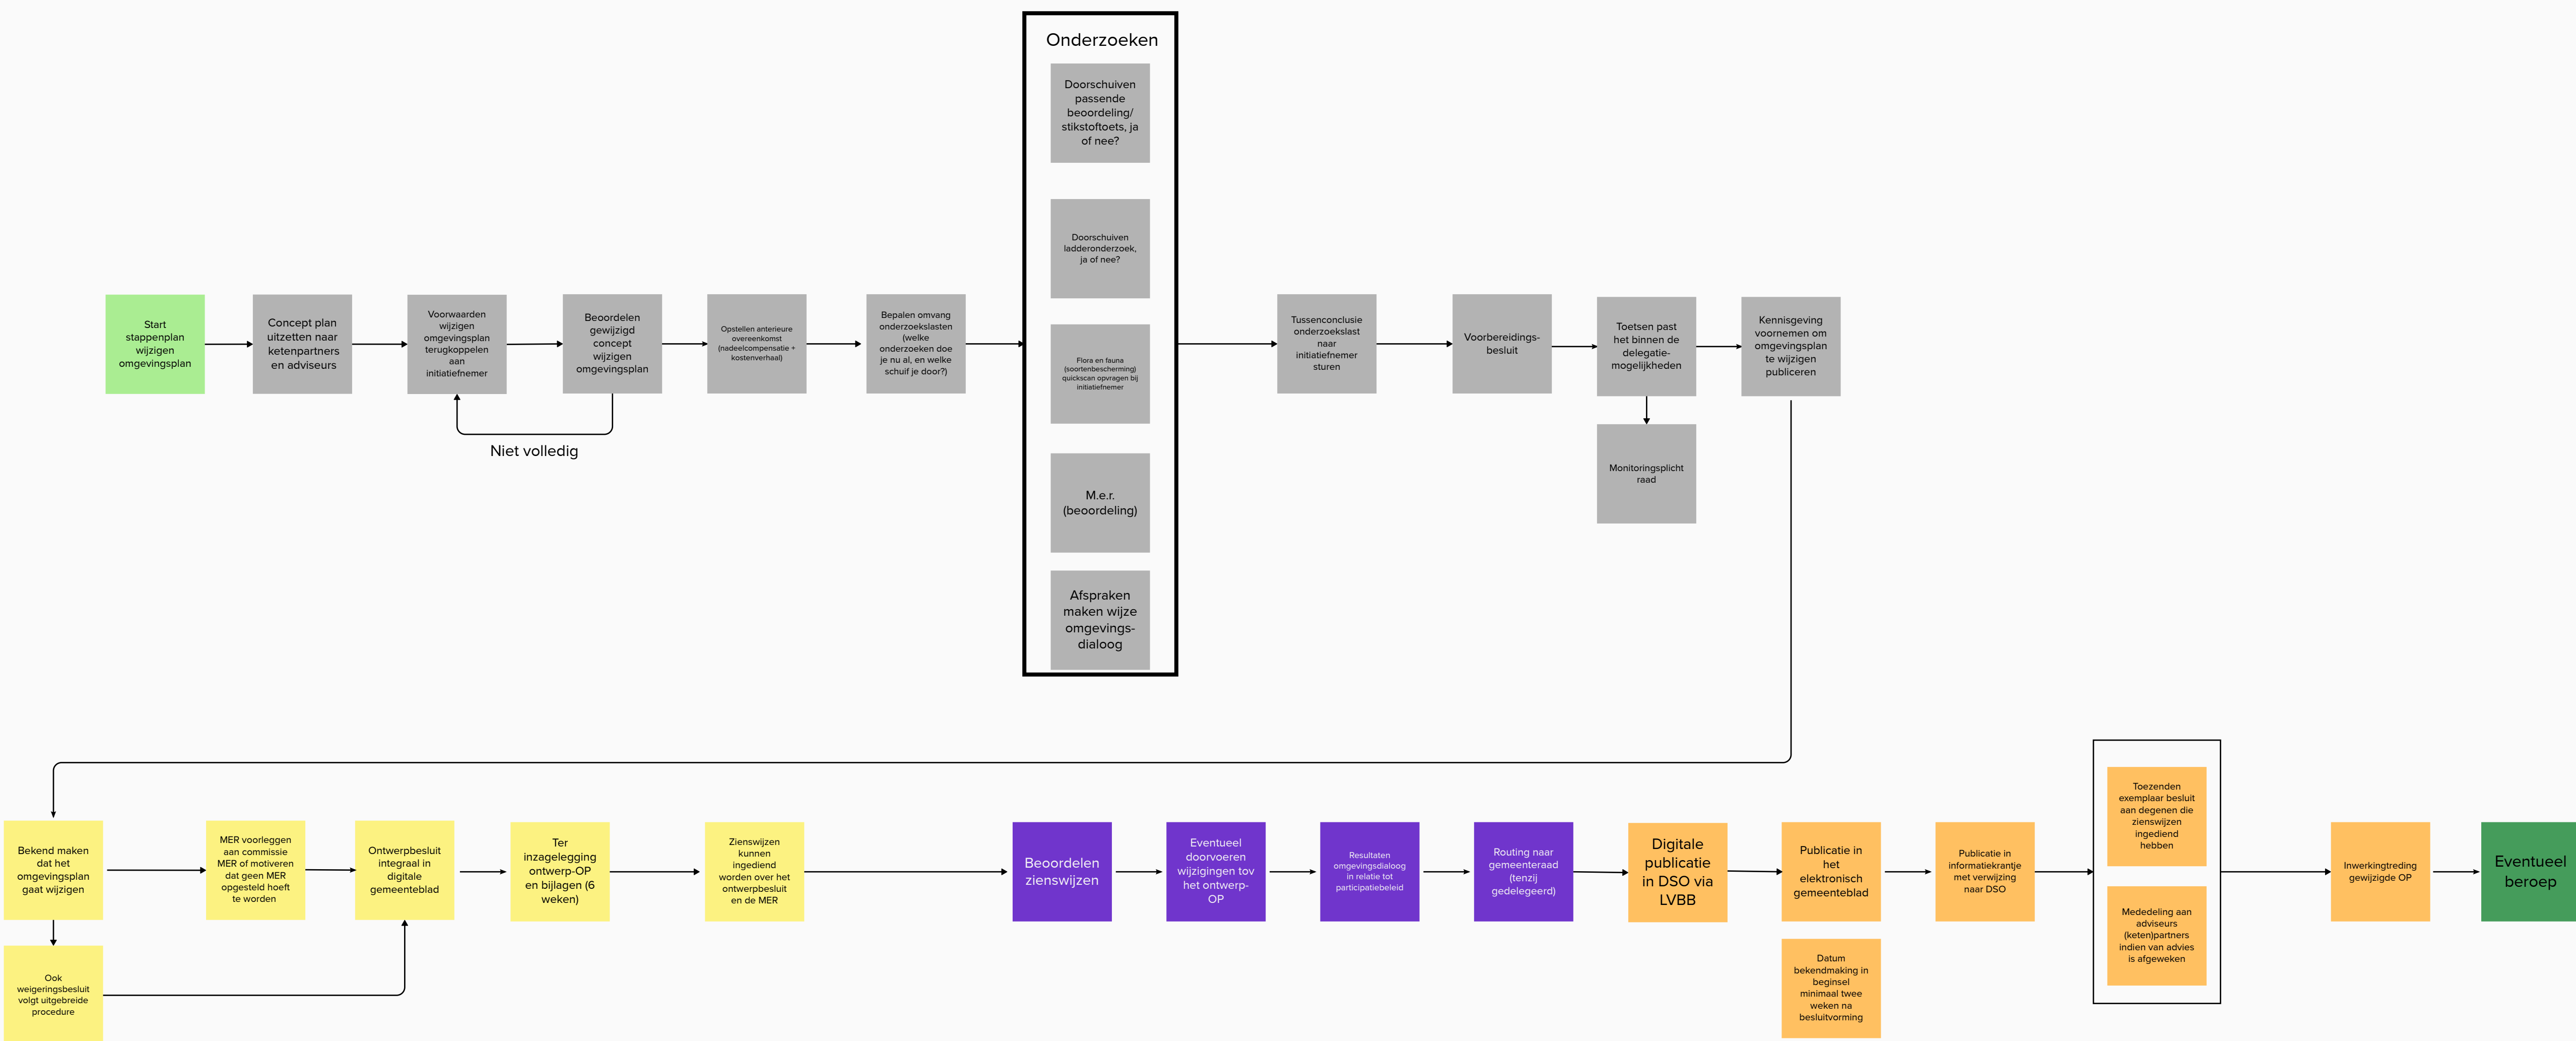 Onderzoeken
Doorschuiven
passende
beoordeling/
stikstoftoets, ja
of nee?
Doorschuiven
ladderonderzoek,
ja of nee?
Flora en fauna
(soortenbescherming)
quickscan opvragen bij
initiatiefnemer
M.e.r.
(beoordeling)
Afspraken
maken wijze
omgevings-
dialoog
Start
stappenplan
wijzigen
omgevingsplan
Concept plan
uitzetten naar
ketenpartners
en adviseurs
Voorwaarden
wijzigen
omgevingsplan
terugkoppelen
aan
initiatiefnemer
Beoordelen
gewijzigd
concept
wijzigen
omgevingsplan
Niet volledig
Opstellen anterieure
overeenkomst
(nadeelcompensatie +
kostenverhaal)
Bepalen omvang
onderzoekslasten
(welke
onderzoeken doe
je nu al, en welke
schuif je door?)
Tussenconclusie
onderzoekslast
naar
initiatiefnemer
sturen
Voorbereidings-
besluit
Toetsen past
het binnen de
delegatie-
mogelijkheden
Monitoringsplicht
raad
Kennisgeving
voornemen om
omgevingsplan
te wijzigen
publiceren
Bekend maken
dat het
omgevingsplan
gaat wijzigen
Ook
weigeringsbesluit
volgt uitgebreide
procedure
MER voorleggen
aan commissie
MER of motiveren
dat geen MER
opgesteld hoeft
te worden
Ontwerpbesluit
integraal in
digitale
gemeenteblad
Ter
inzagelegging
ontwerp-OP
en bijlagen (6
weken)
Zienswijzen
kunnen
ingediend
worden over het
ontwerpbesluit
en de MER
Beoordelen
zienswijzen
Eventueel
doorvoeren
wijzigingen tov
het ontwerp-
OP
Resultaten
omgevingsdialoog
in relatie tot
participatiebeleid
Routing naar
gemeenteraad
(tenzij
gedelegeerd)
Digitale
publicatie
in DSO via
LVBB
Publicatie in
het
elektronisch
gemeenteblad
Datum
bekendmaking in
beginsel
minimaal twee
weken na
besluitvorming
Publicatie in
informatiekrantje
met verwijzing
naar DSO
Toezenden
exemplaar besluit
aan degenen die
zienswijzen
ingediend
hebben
Mededeling aan
adviseurs
(keten)partners
indien van advies
is afgeweken
Inwerkingtreding
gewijzigde OP
Eventueel
beroep